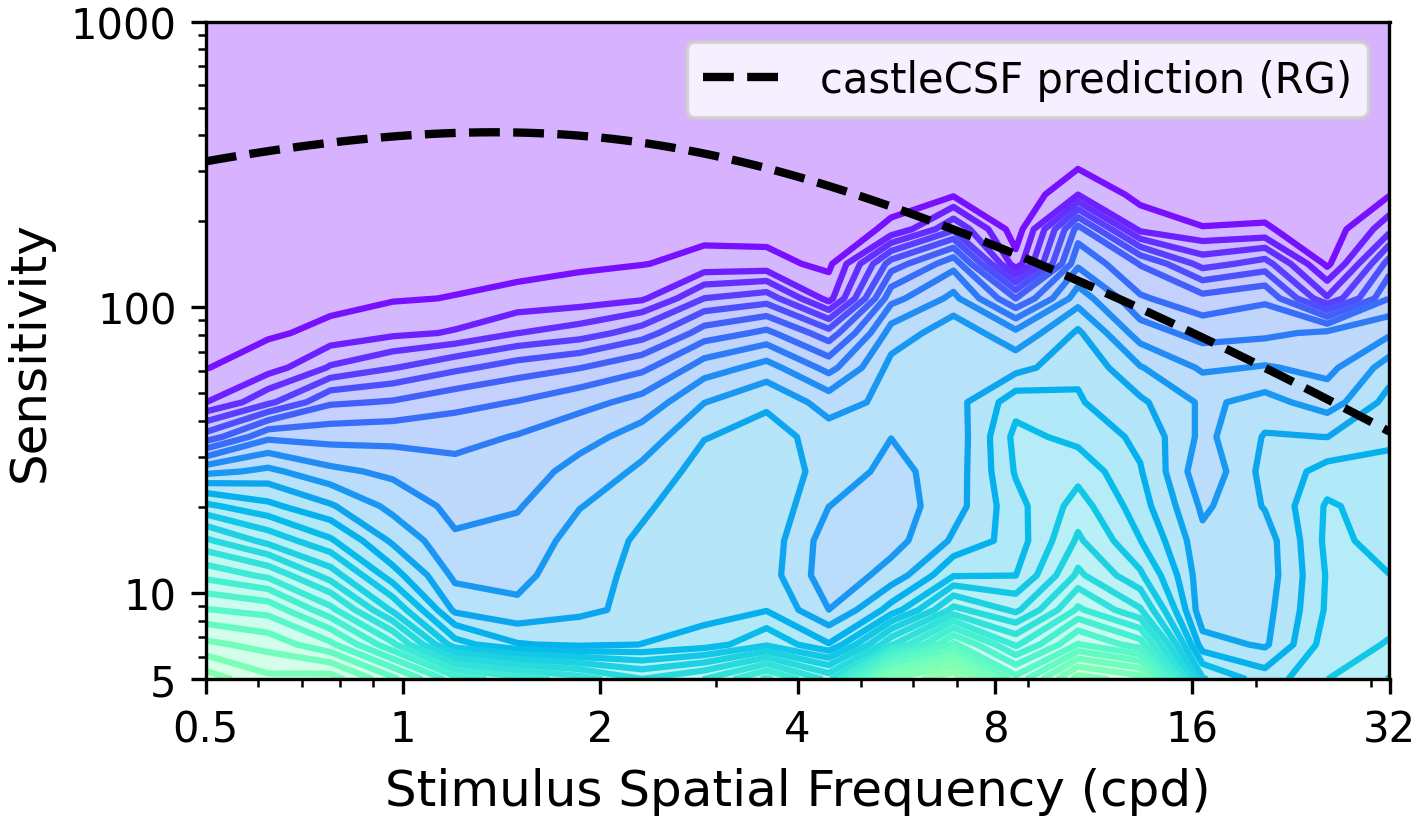 1000
castleCSF prediction (RG)
100
Sensitivity
10
5
0.5 1 2 4 8 16 32
Stimulus Spatial Frequency (cpd)